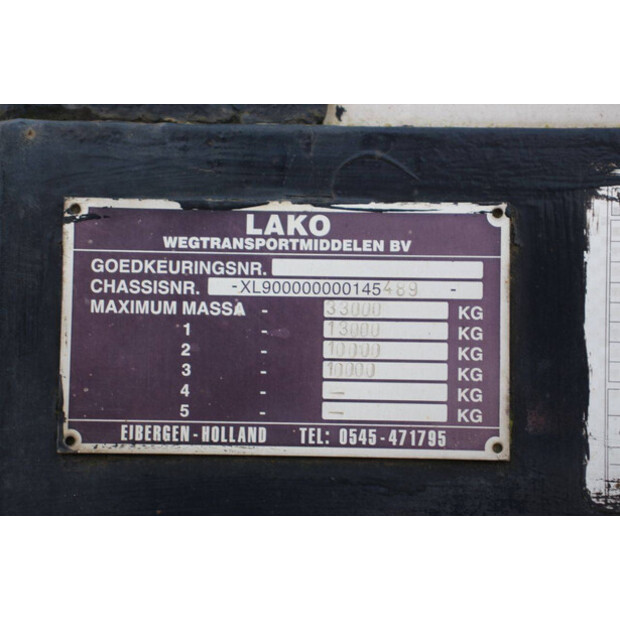 LAKO
WEGTRANSPORTMIDDELEN BV
GOEDKEURINGSNR.
CHASSISNR. -XL900000000145489 -
MAXIMUM MASSA - 33000 KG
1 - 13000 KG
2 - 10000 KG
3 - 10000 KG
4 - — KG
5 - — KG
EIBERGEN - HOLLAND TEL: 0545-471795